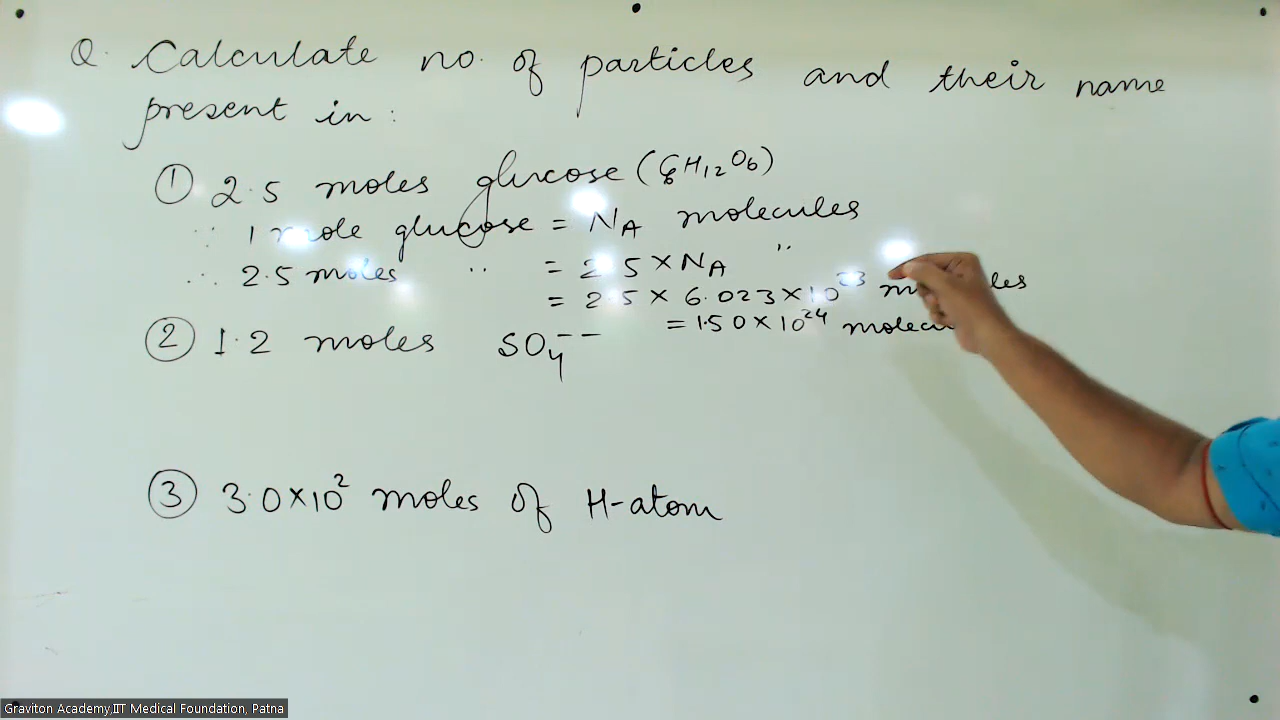 Q. Calculate no. of particles and their name
present in :
① 2.5 moles glucose (C6H12O6)
∵ 1 mole glucose = NA molecules
∴ 2.5 moles " = 2.5 × NA "
= 2.5 × 6.023 × 10²³
= 1.50 × 10²⁴
② 1.2 moles SO4--
③ 3.0×10² moles of H-atom
Graviton Academy,IIT Medical Foundation, Patna